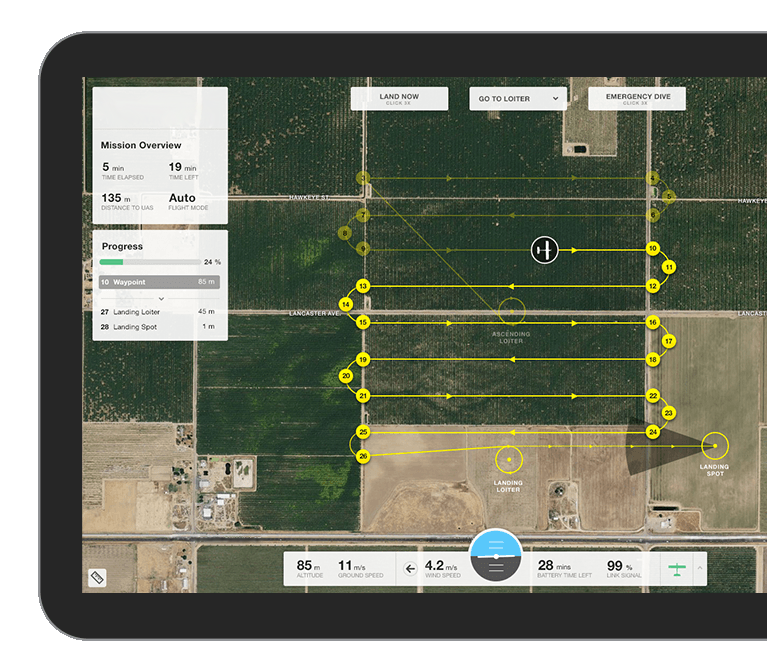 LAND NOW
CLICK 3X
GO TO LOITER
EMERGENCY DIVE
CLICK 3X
Mission Overview
5 min
TIME ELAPSED
19 min
TIME LEFT
135 m
DISTANCE TO UAS
Auto
FLIGHT MODE
Progress
24 %
10 Waypoint 85 m
27 Landing Loiter 45 m
28 Landing Spot 1 m
HAWKEYE ST.
HAWKEYE
LANCASTER AVE.
LANCASTER
5
7
8
9
10
11
12
13
14
15
16
17
18
19
20
21
22
23
24
25
26
ASCENDING
LOITER
LANDING
LOITER
LANDING
SPOT
85 m
ALTITUDE
11 m/s
GROUND SPEED
4.2 m/s
WIND SPEED
28 mins
BATTERY TIME LEFT
99 %
LINK SIGNAL